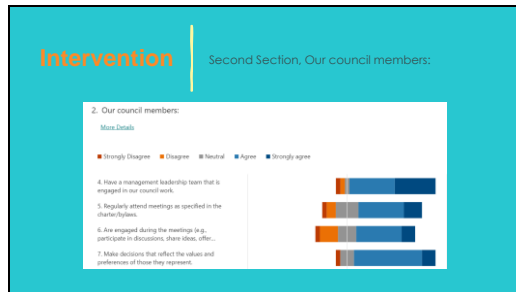 Intervention
Second Section, Our council members:
2. Our council members:
More Details
Strongly Disagree Disagree Neutral Agree Strongly agree
4. Have a management leadership team that is
engaged in our council work.
5. Regularly attend meetings as specified in the
charter/bylaws.
6. Are engaged during the meetings (e.g.,
participate in discussions, share ideas, offer...
7. Make decisions that reflect the values and
preferences of those they represent.